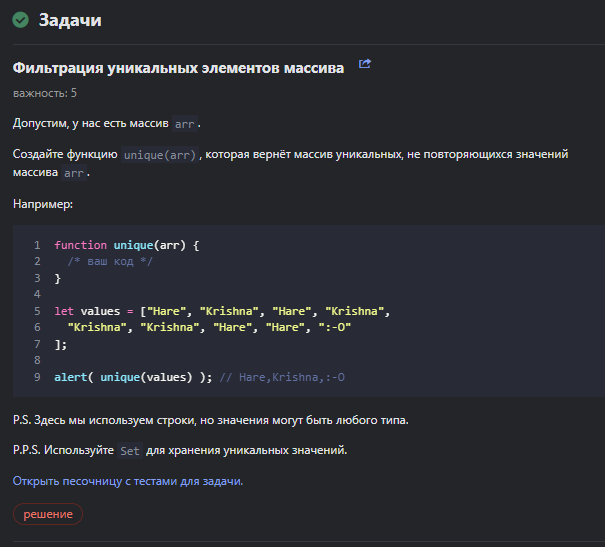 Задачи
Фильтрация уникальных элементов массива
важность: 5
Допустим, у нас есть массив arr.
Создайте функцию unique(arr), которая вернёт массив уникальных, не повторяющихся значений
массива arr.
Например:
1 function unique(arr) {
2   /* ваш код */
3 }
4
5 let values = ["Hare", "Krishna", "Hare", "Krishna",
6   "Krishna", "Krishna", "Hare", "Hare", ":-O"
7 ];
8
9 alert( unique(values) ); // Hare,Krishna,:-O
P.S. Здесь мы используем строки, но значения могут быть любого типа.
P.P.S. Используйте Set для хранения уникальных значений.
Открыть песочницу с тестами для задачи.
решение